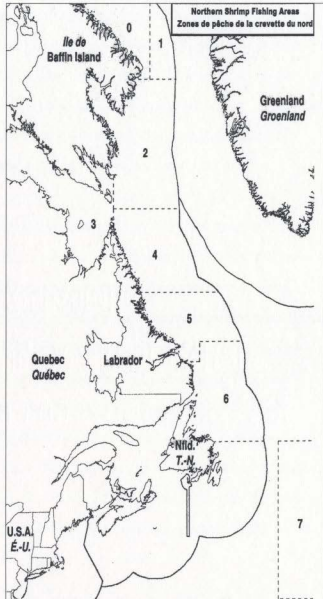 Northern Shrimp Fishing Areas
Zones de pêche de la crevette du nord
0
1
Ile de
Baffin Island
Greenland
Groenland
2
3
4
5
Quebec
Québec
Labrador
6
Nfld.
T.-N.
7
U.S.A.
É.-U.